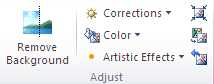 Remove
Background
Corrections
Color
Artistic Effects
Adjust